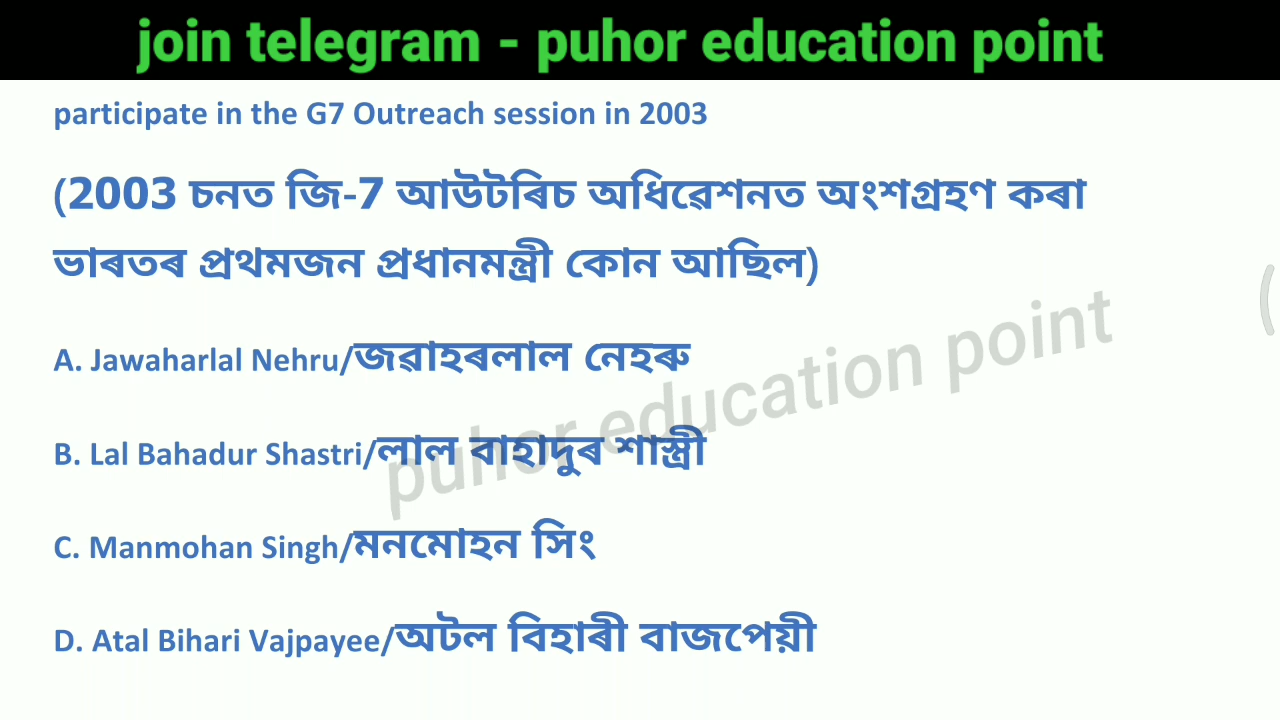 join telegram - puhor education point
participate in the G7 Outreach session in 2003
(2003 চনত জি-7 আউটৰিচ অধিৱেশনত অংশগ্ৰহণ কৰা
ভাৰতৰ প্ৰথমজন প্ৰধানমন্ত্ৰী কোন আছিল)
A. Jawaharlal Nehru/জৱাহৰলাল নেহৰু
B. Lal Bahadur Shastri/লাল বাহাদুৰ শাস্ত্ৰী
C. Manmohan Singh/মনমোহন সিং
D. Atal Bihari Vajpayee/অটল বিহাৰী বাজপেয়ী
puhor education point